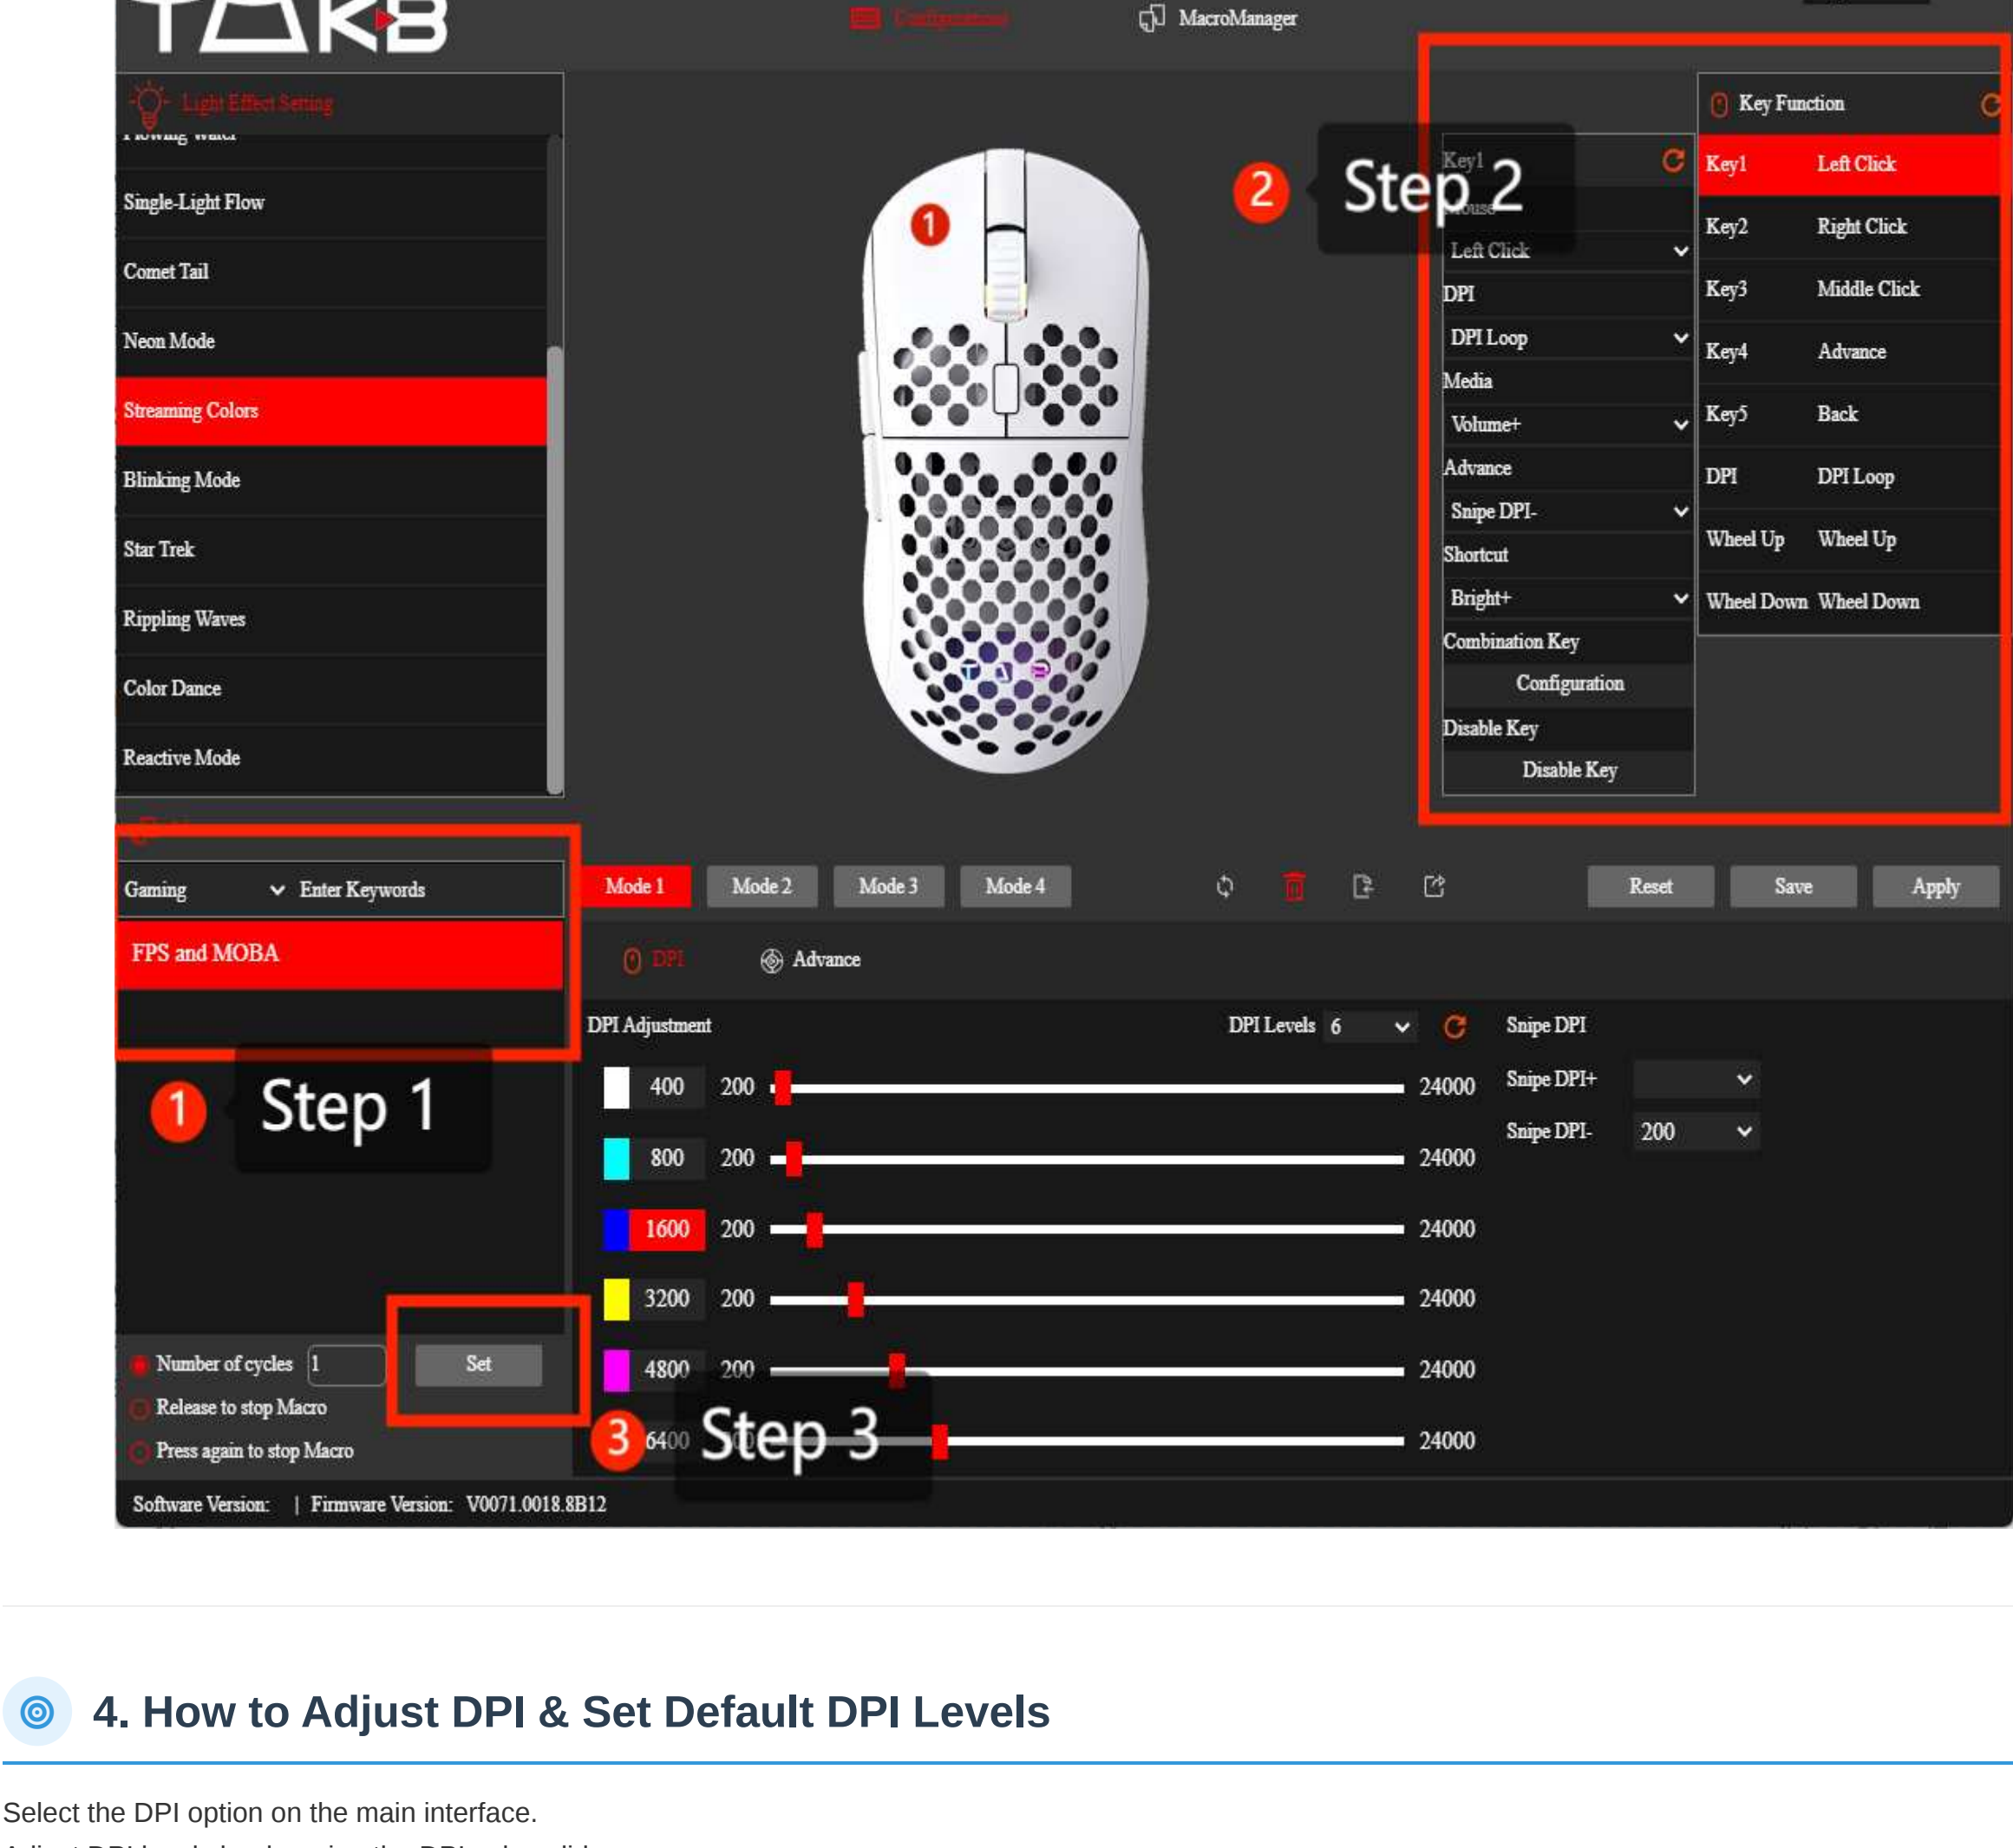 TAKB
Configurations
MacroManager
Light Effect Setting
Flowing Water
Single-Light Flow
Comet Tail
Neon Mode
Streaming Colors
Blinking Mode
Star Trek
Rippling Waves
Color Dance
Reactive Mode
1
2 Step 2
Key1
Mouse
Left Click
DPI
DPI Loop
Media
Volume+
Advance
Snipe DPI-
Shortcut
Bright+
Combination Key
Configuration
Disable Key
Disable Key
Key Function
Key1 Left Click
Key2 Right Click
Key3 Middle Click
Key4 Advance
Key5 Back
DPI DPI Loop
Wheel Up Wheel Up
Wheel Down Wheel Down
Gaming Enter Keywords
FPS and MOBA
1 Step 1
Number of cycles 1 Set
Release to stop Macro
Press again to stop Macro
Mode 1 Mode 2 Mode 3 Mode 4 Reset Save Apply
DPI Advance
DPI Adjustment DPI Levels 6 Snipe DPI
400 200 24000 Snipe DPI+
800 200 24000 Snipe DPI- 200
1600 200 24000
3200 200 24000
4800 200 24000
3 6400 Step 3 24000
Software Version: | Firmware Version: V0071.0018.8B12
4. How to Adjust DPI & Set Default DPI Levels
Select the DPI option on the main interface.